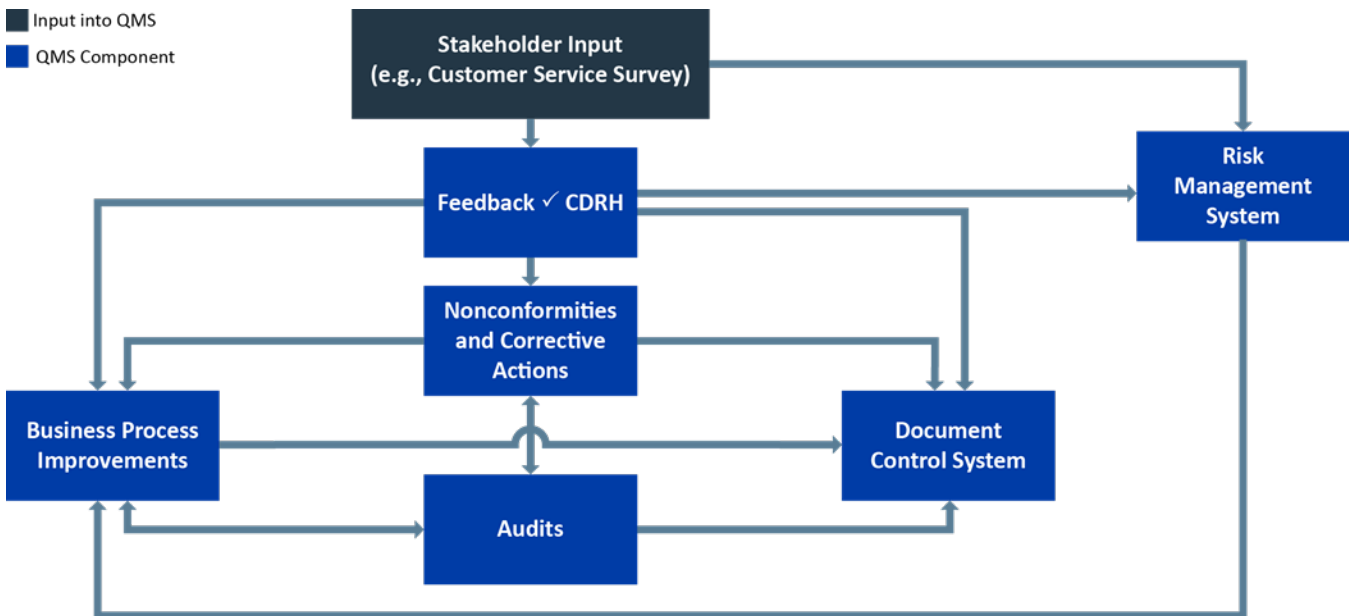 Input into QMS
QMS Component
Stakeholder Input
(e.g., Customer Service Survey)
Feedback ✓ CDRH
Risk
Management
System
Nonconformities
and Corrective
Actions
Business Process
Improvements
Document
Control System
Audits